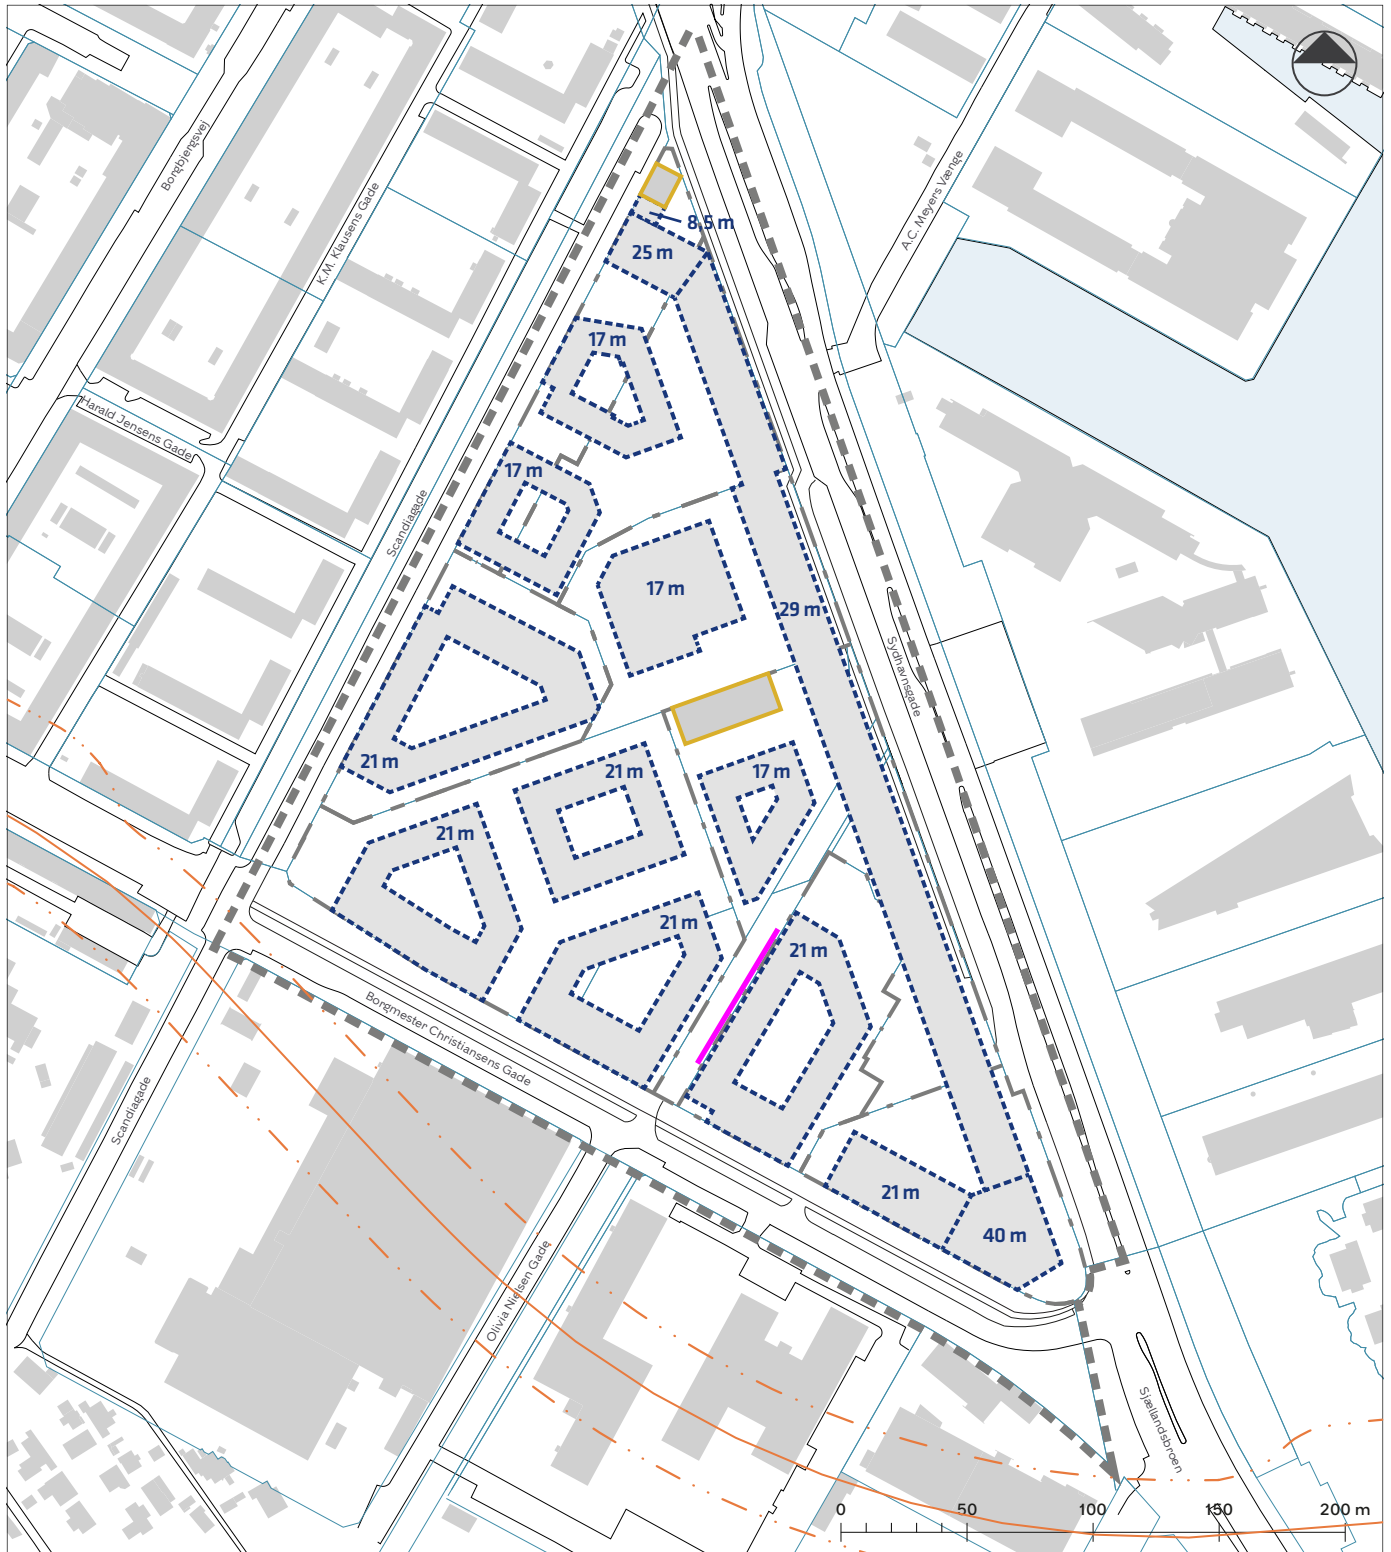 Borgbjergsvej
K.M. Klausens Gade
A.C. Meyers Vænge
8,5 m
25 m
17 m
Harald Jensens Gade
17 m
Scandiagade
17 m
29 m
Sydhavnsgade
21 m
21 m
17 m
21 m
21 m
21 m
Borgmester Christiansens Gade
Scandiagade
21 m
40 m
Olivia Nielsen Gade
Sjællandsbroen
0 50 100 150 200 m